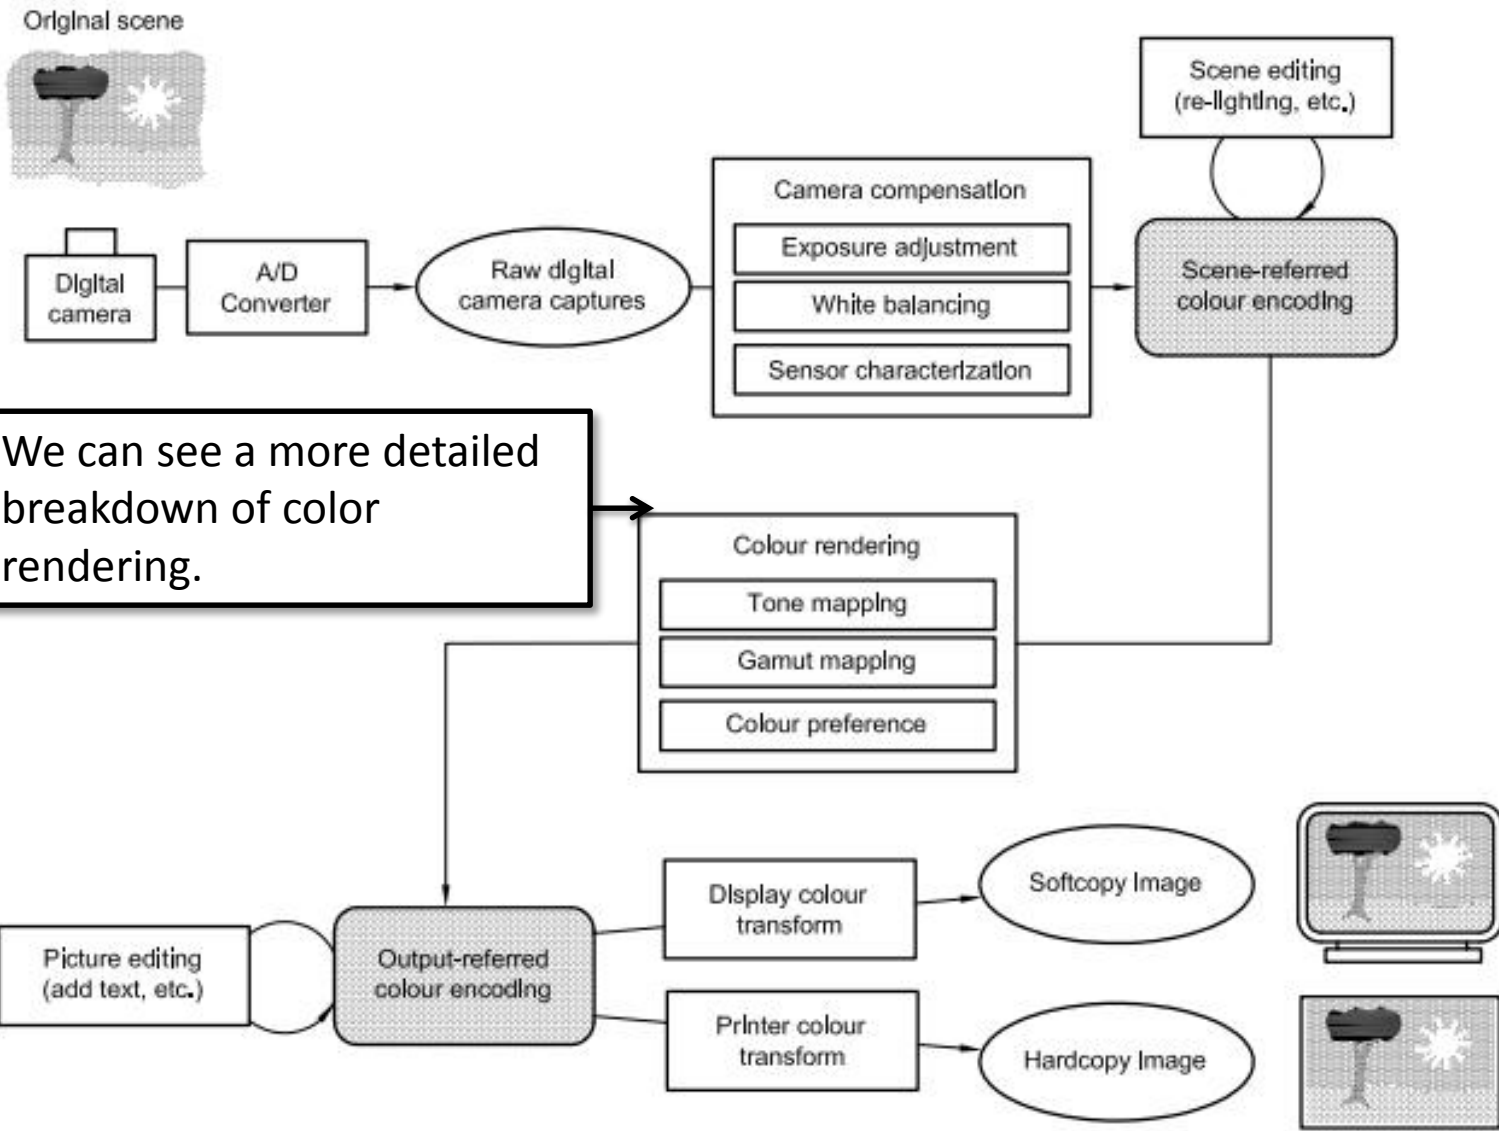 Original scene
Scene editing
(re-lighting, etc.)
Camera compensation
Exposure adjustment
White balancing
Sensor characterization
Digital
camera
A/D
Converter
Raw digital
camera captures
Scene-referred
colour encoding
We can see a more detailed
breakdown of color
rendering.
Colour rendering
Tone mapping
Gamut mapping
Colour preference
Picture editing
(add text, etc.)
Output-referred
colour encoding
Display colour
transform
Softcopy Image
Printer colour
transform
Hardcopy Image